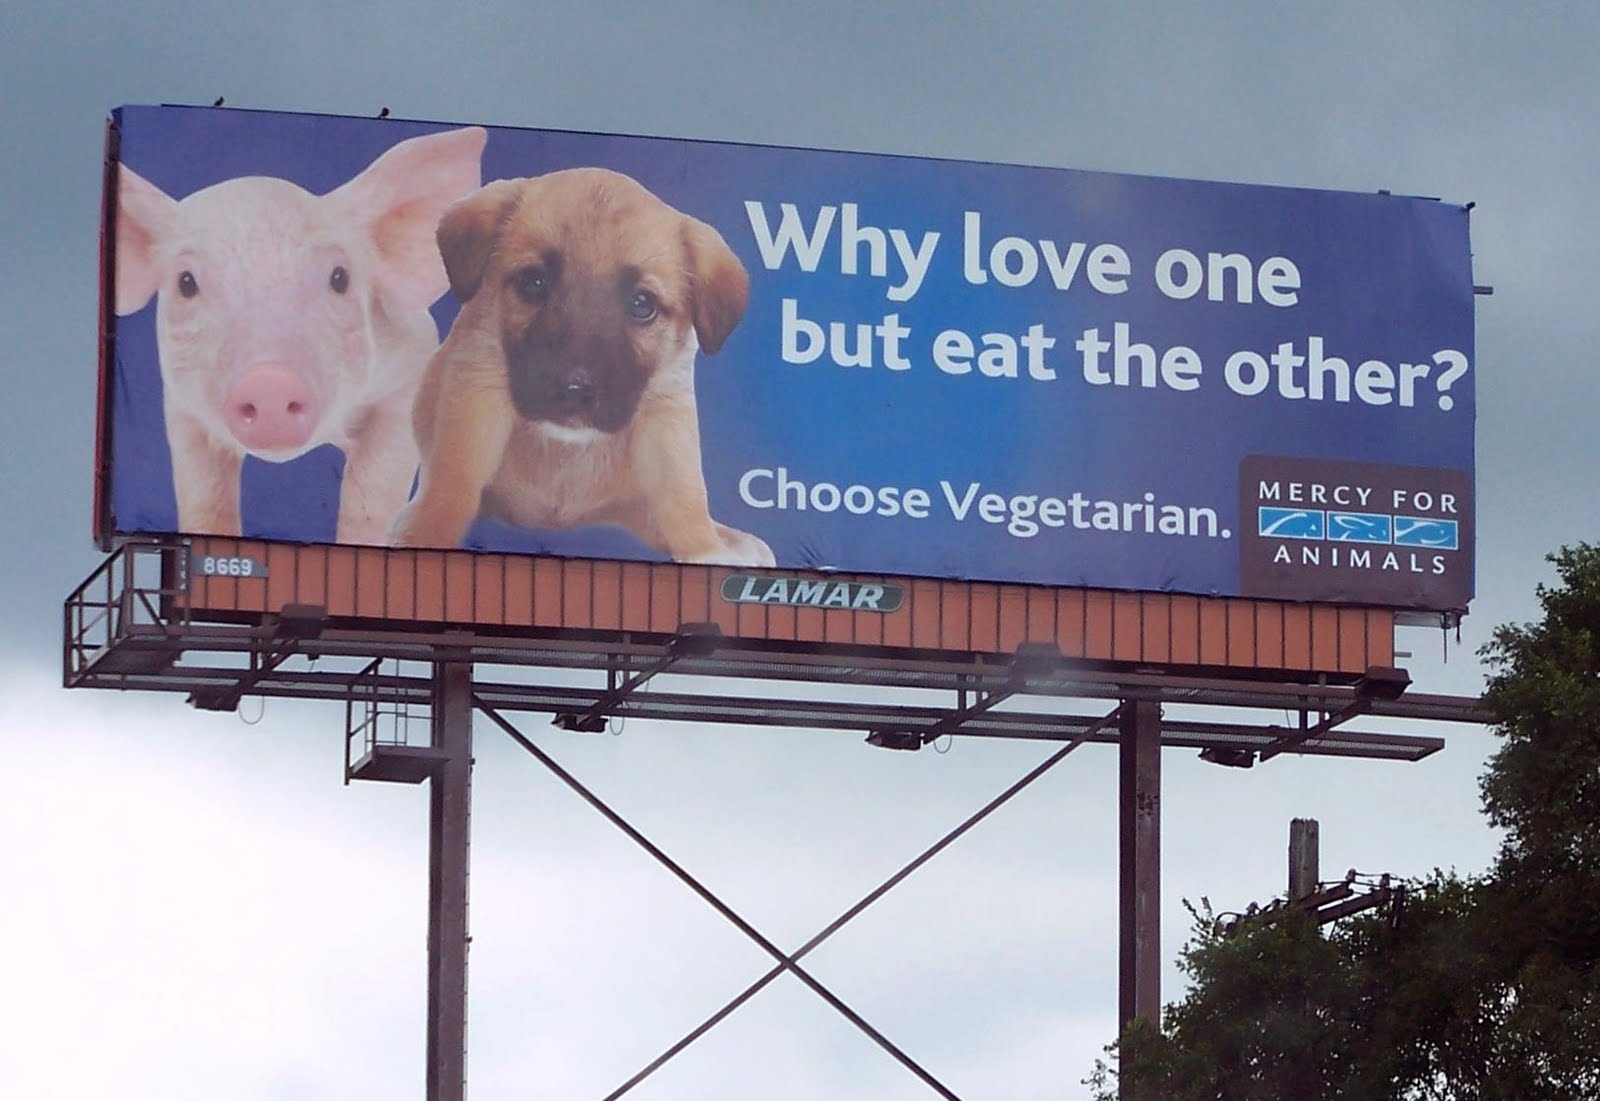 Why love one
but eat the other?
Choose Vegetarian.
MERCY FOR
ANIMALS
8669
LAMAR